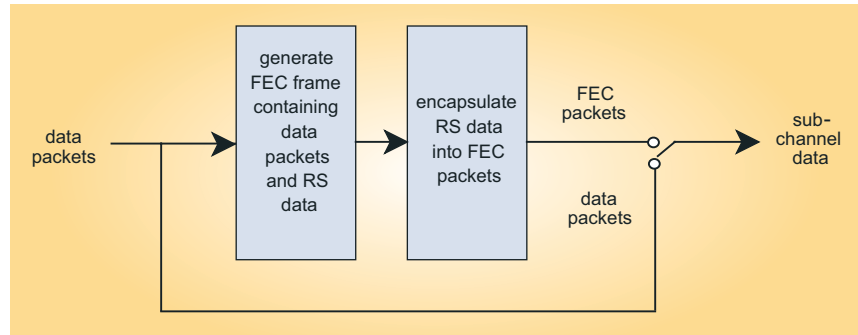 data
packets
generate
FEC frame
containing
data
packets
and RS
data
encapsulate
RS data
into FEC
packets
FEC
packets
data
packets
sub-
channel
data